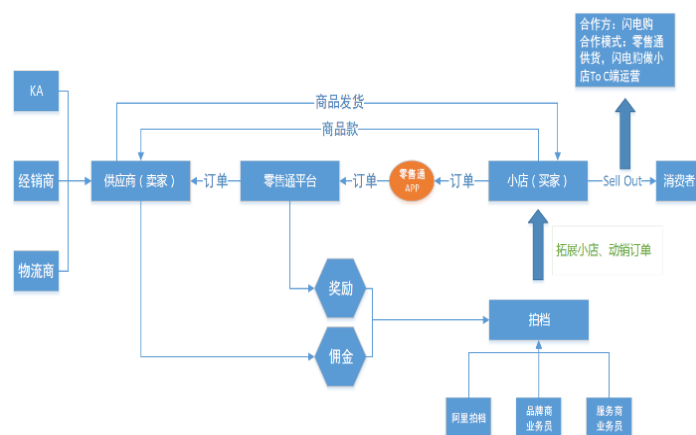 合作方：闪电购
合作模式：零售通
供货，闪电购做小
店To C端运营
KA
商品发货
商品款
经销商
供应商（卖家）
订单
零售通平台
订单
零售通
APP
订单
小店（买家）
Sell Out
消费者
物流商
拓展小店、动销订单
奖励
佣金
拍档
阿里拍档
品牌商
业务员
服务商
业务员